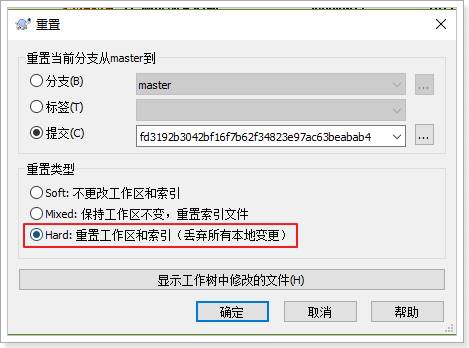 重置
重置当前分支从master到
分支(B)
master
...
标签(T)
提交(C)
fd3192b3042bf16f7b62f34823e97ac63beabab4
...
重置类型
Soft: 不更改工作区和索引
Mixed: 保持工作区不变，重置索引文件
Hard: 重置工作区和索引（丢弃所有本地变更）
显示工作树中修改的文件(H)
确定
取消
帮助